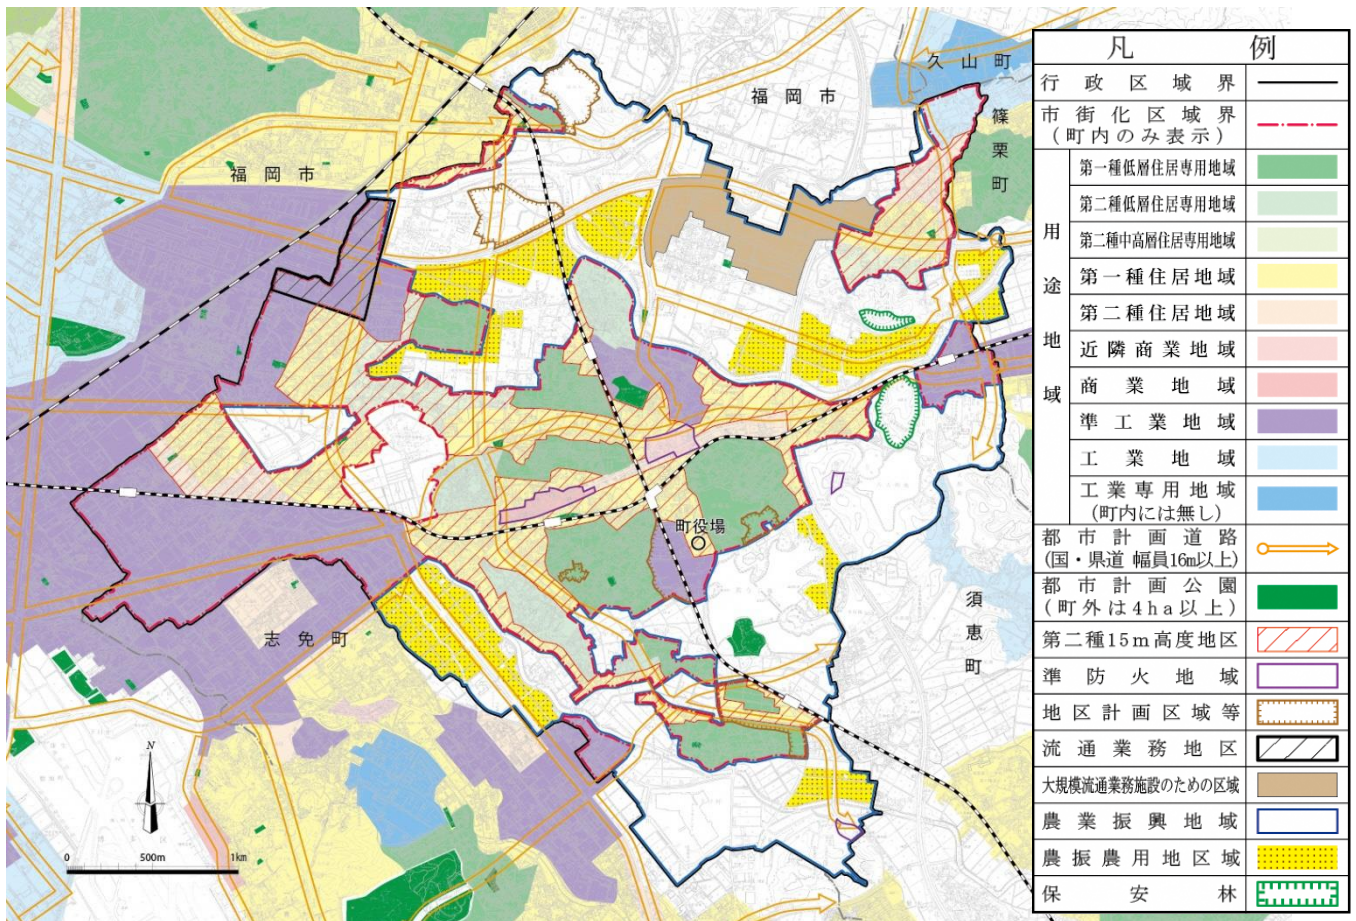 久山町
福岡市
篠栗町
福岡市
町役場
須恵町
志免町
N
0 500m 1km
凡例
行政区域界
市街化区域界
(町内のみ表示)
用途地域
第一種低層住居専用地域
第二種低層住居専用地域
第二種中高層住居専用地域
第一種住居地域
第二種住居地域
近隣商業地域
商業地域
準工業地域
工業地域
工業専用地域
(町内には無し)
都市計画道路
(国・県道 幅員16m以上)
都市計画公園
(町外は4ha以上)
第二種15m高度地区
準防火地域
地区計画区域等
流通業務地区
大規模流通業務施設のための区域
農業振興地域
農振農用地区域
保安林